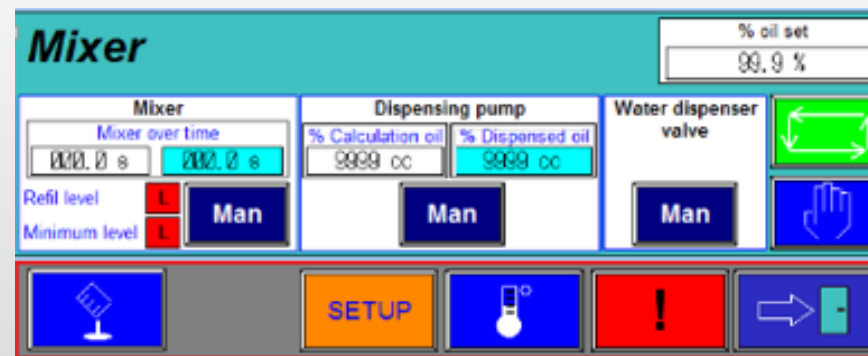 Mixer
% oil set
99.9 %
Mixer
Mixer over time
000.0 s
000.0 s
Refil level
L
Minimum level
L
Man
Dispensing pump
% Calculation oil
% Dispensed oil
9999 cc
9999 cc
Man
Water dispenser
valve
Man
SETUP
!